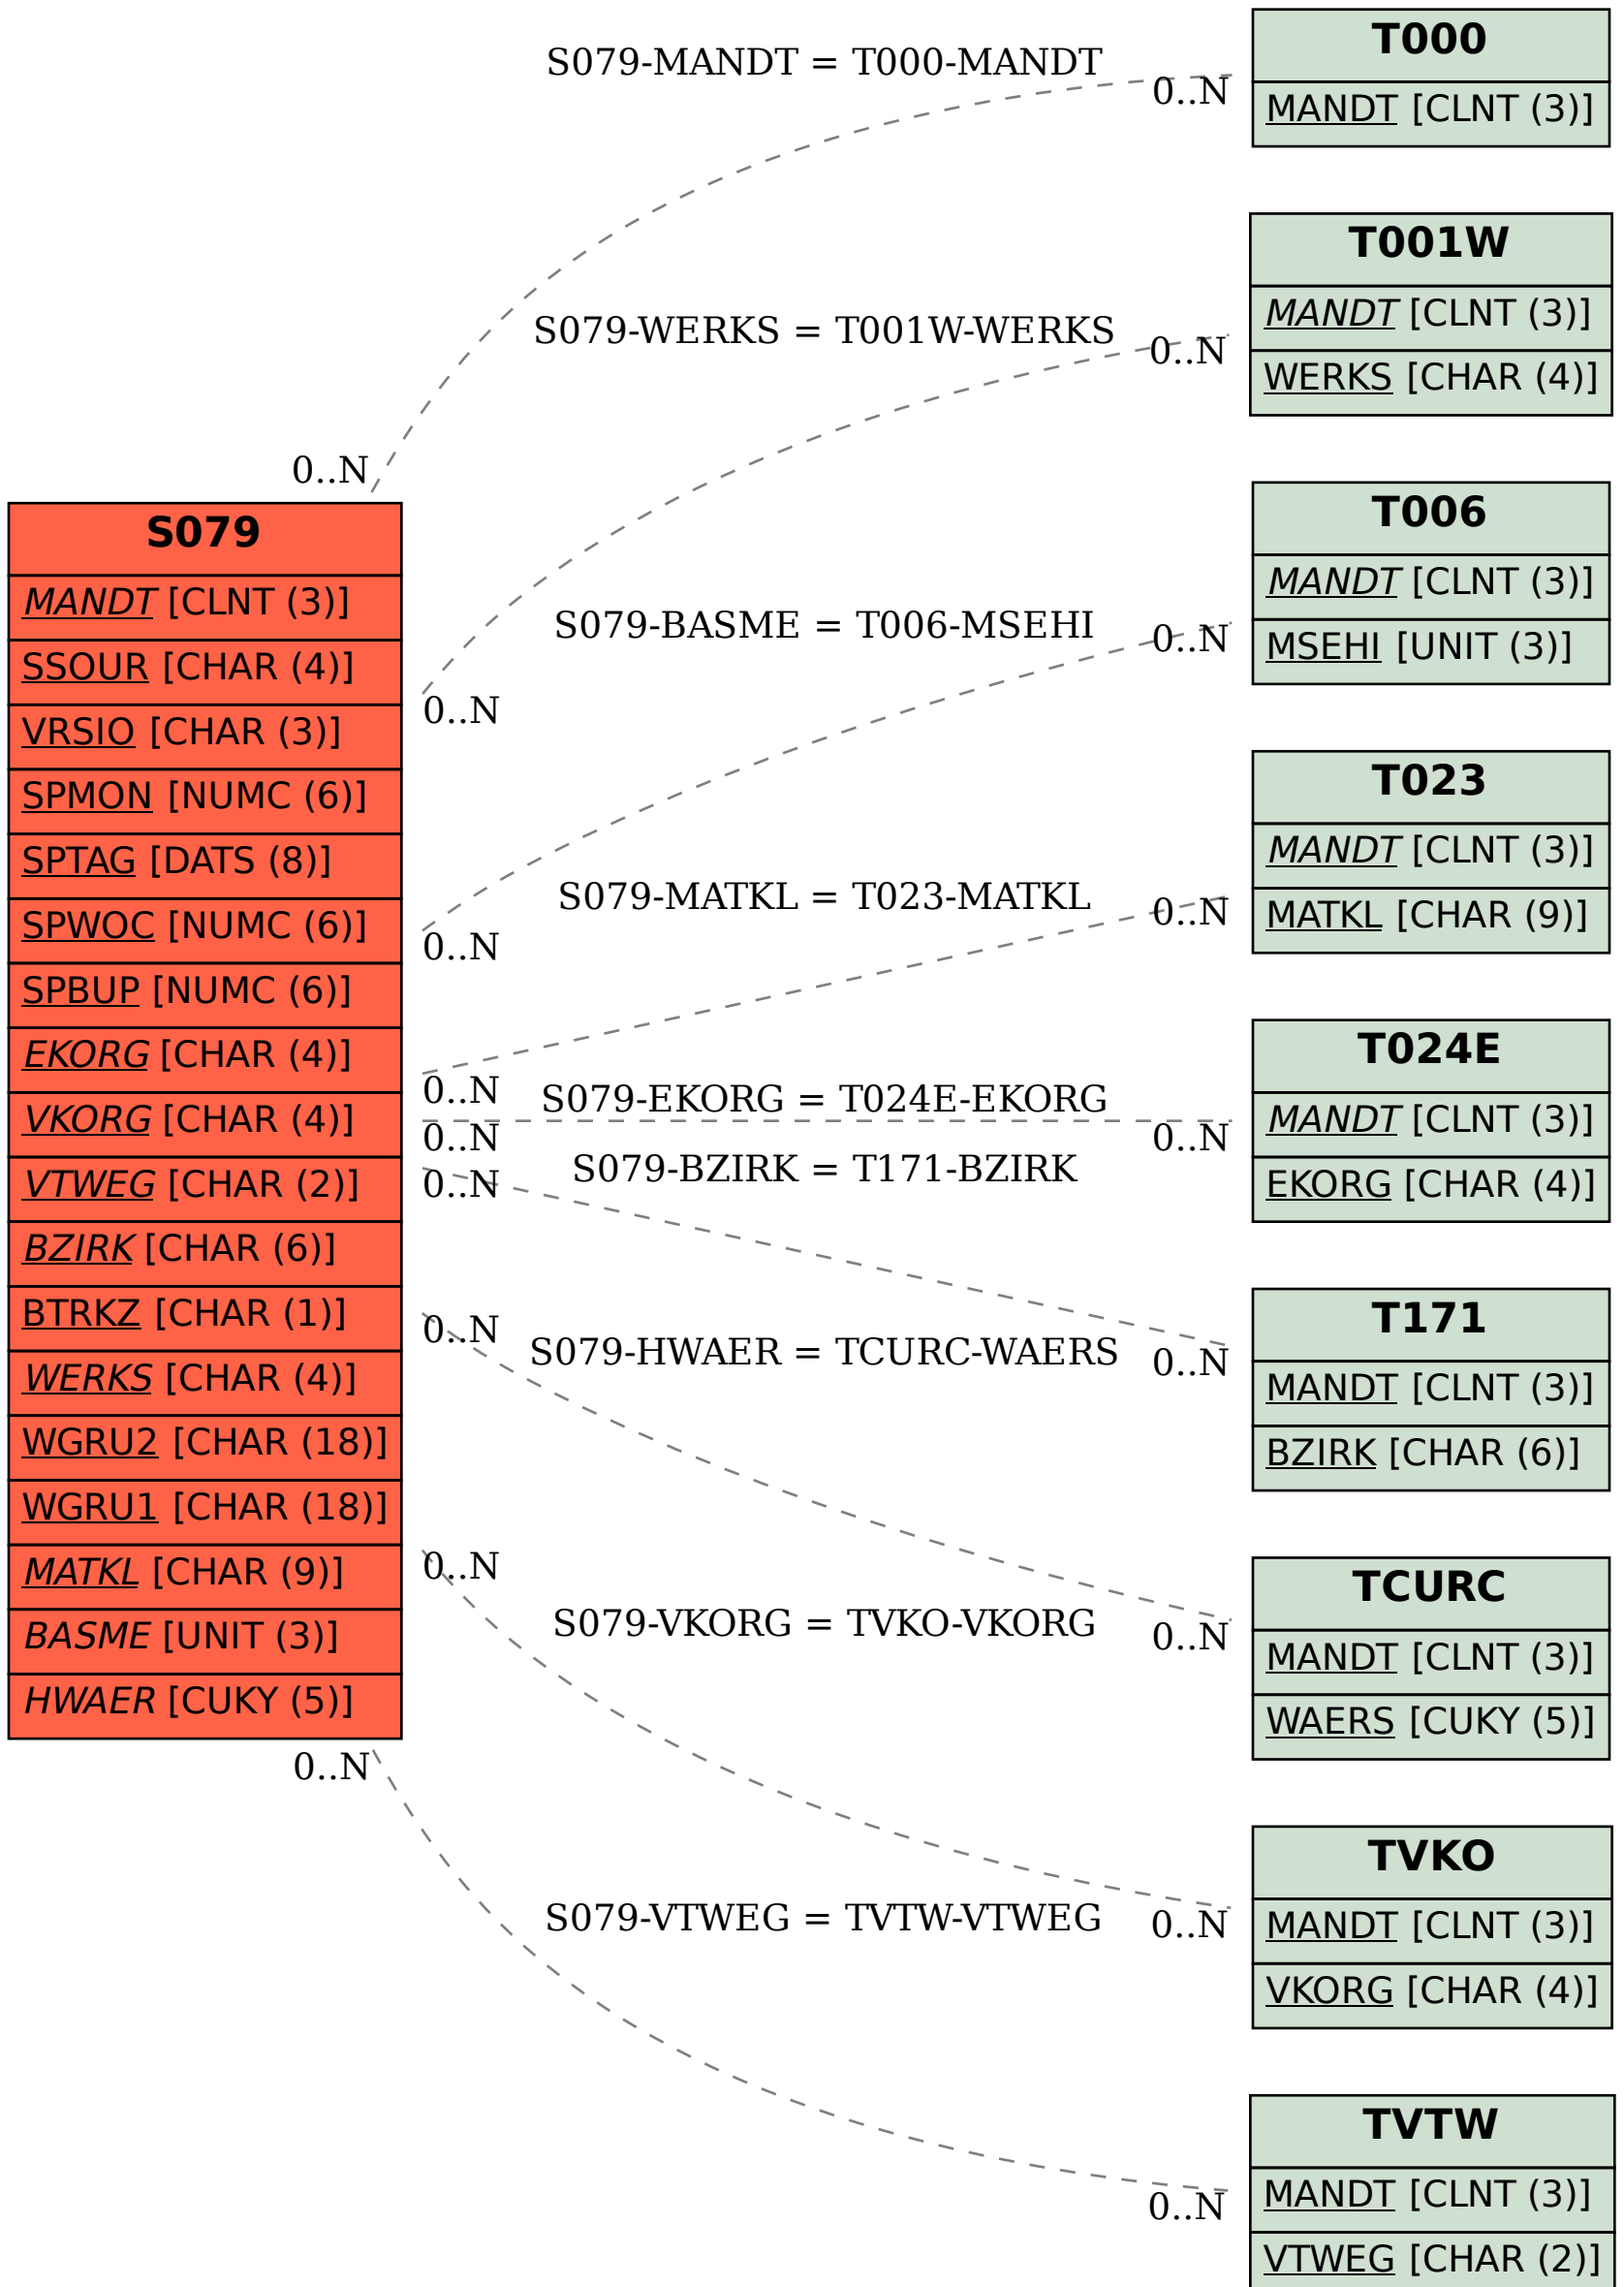 S079
MANDT [CLNT (3)]
SSOUR [CHAR (4)]
VRSIO [CHAR (3)]
SPMON [NUMC (6)]
SPTAG [DATS (8)]
SPWOC [NUMC (6)]
SPBUP [NUMC (6)]
EKORG [CHAR (4)]
VKORG [CHAR (4)]
VTWEG [CHAR (2)]
BZIRK [CHAR (6)]
BTRKZ [CHAR (1)]
WERKS [CHAR (4)]
WGRU2 [CHAR (18)]
WGRU1 [CHAR (18)]
MATKL [CHAR (9)]
BASME [UNIT (3)]
HWAER [CUKY (5)]
S079-MANDT = T000-MANDT
0..N
0..N
S079-WERKS = T001W-WERKS
0..N
0..N
S079-BASME = T006-MSEHI
0..N
0..N
S079-MATKL = T023-MATKL
0..N
0..N
S079-EKORG = T024E-EKORG
0..N
0..N
S079-BZIRK = T171-BZIRK
0..N
0..N
S079-HWAER = TCURC-WAERS
0..N
0..N
S079-VKORG = TVKO-VKORG
0..N
0..N
S079-VTWEG = TVTW-VTWEG
0..N
0..N
T000
MANDT [CLNT (3)]
T001W
MANDT [CLNT (3)]
WERKS [CHAR (4)]
T006
MANDT [CLNT (3)]
MSEHI [UNIT (3)]
T023
MANDT [CLNT (3)]
MATKL [CHAR (9)]
T024E
MANDT [CLNT (3)]
EKORG [CHAR (4)]
T171
MANDT [CLNT (3)]
BZIRK [CHAR (6)]
TCURC
MANDT [CLNT (3)]
WAERS [CUKY (5)]
TVKO
MANDT [CLNT (3)]
VKORG [CHAR (4)]
TVTW
MANDT [CLNT (3)]
VTWEG [CHAR (2)]